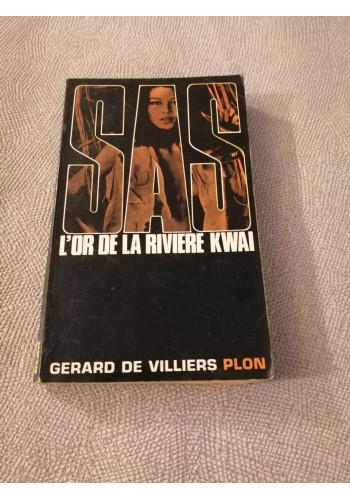 SAS
L'OR DE LA RIVIERE KWAI
GERARD DE VILLIERS PLON